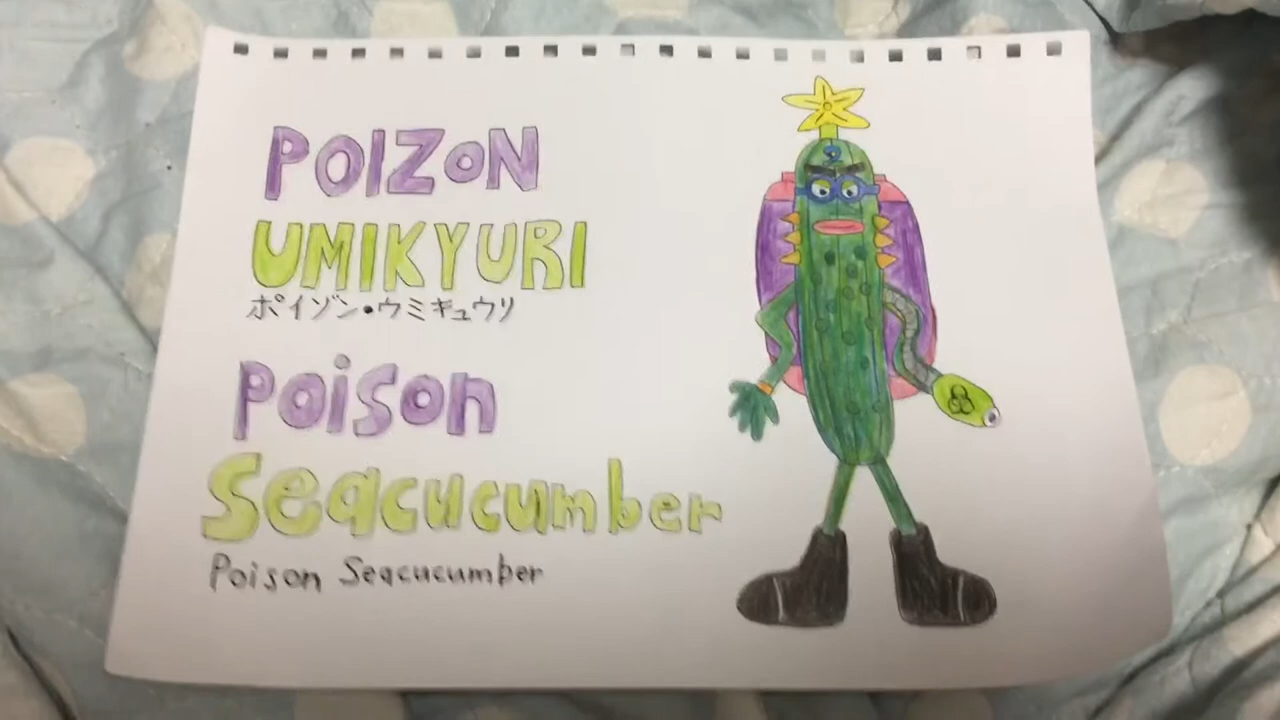 POIZON
UMIKYURI
ポイゾン•ウミキュウリ
Poison
Seacucumber
Poison Seacucumber